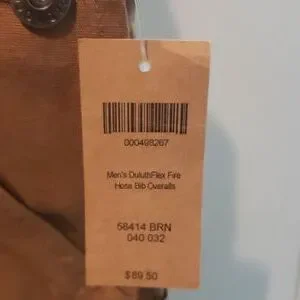 000498267
Men's DuluthFlex Fire
Hose Bib Overalls
58414 BRN
040 032
$89.50